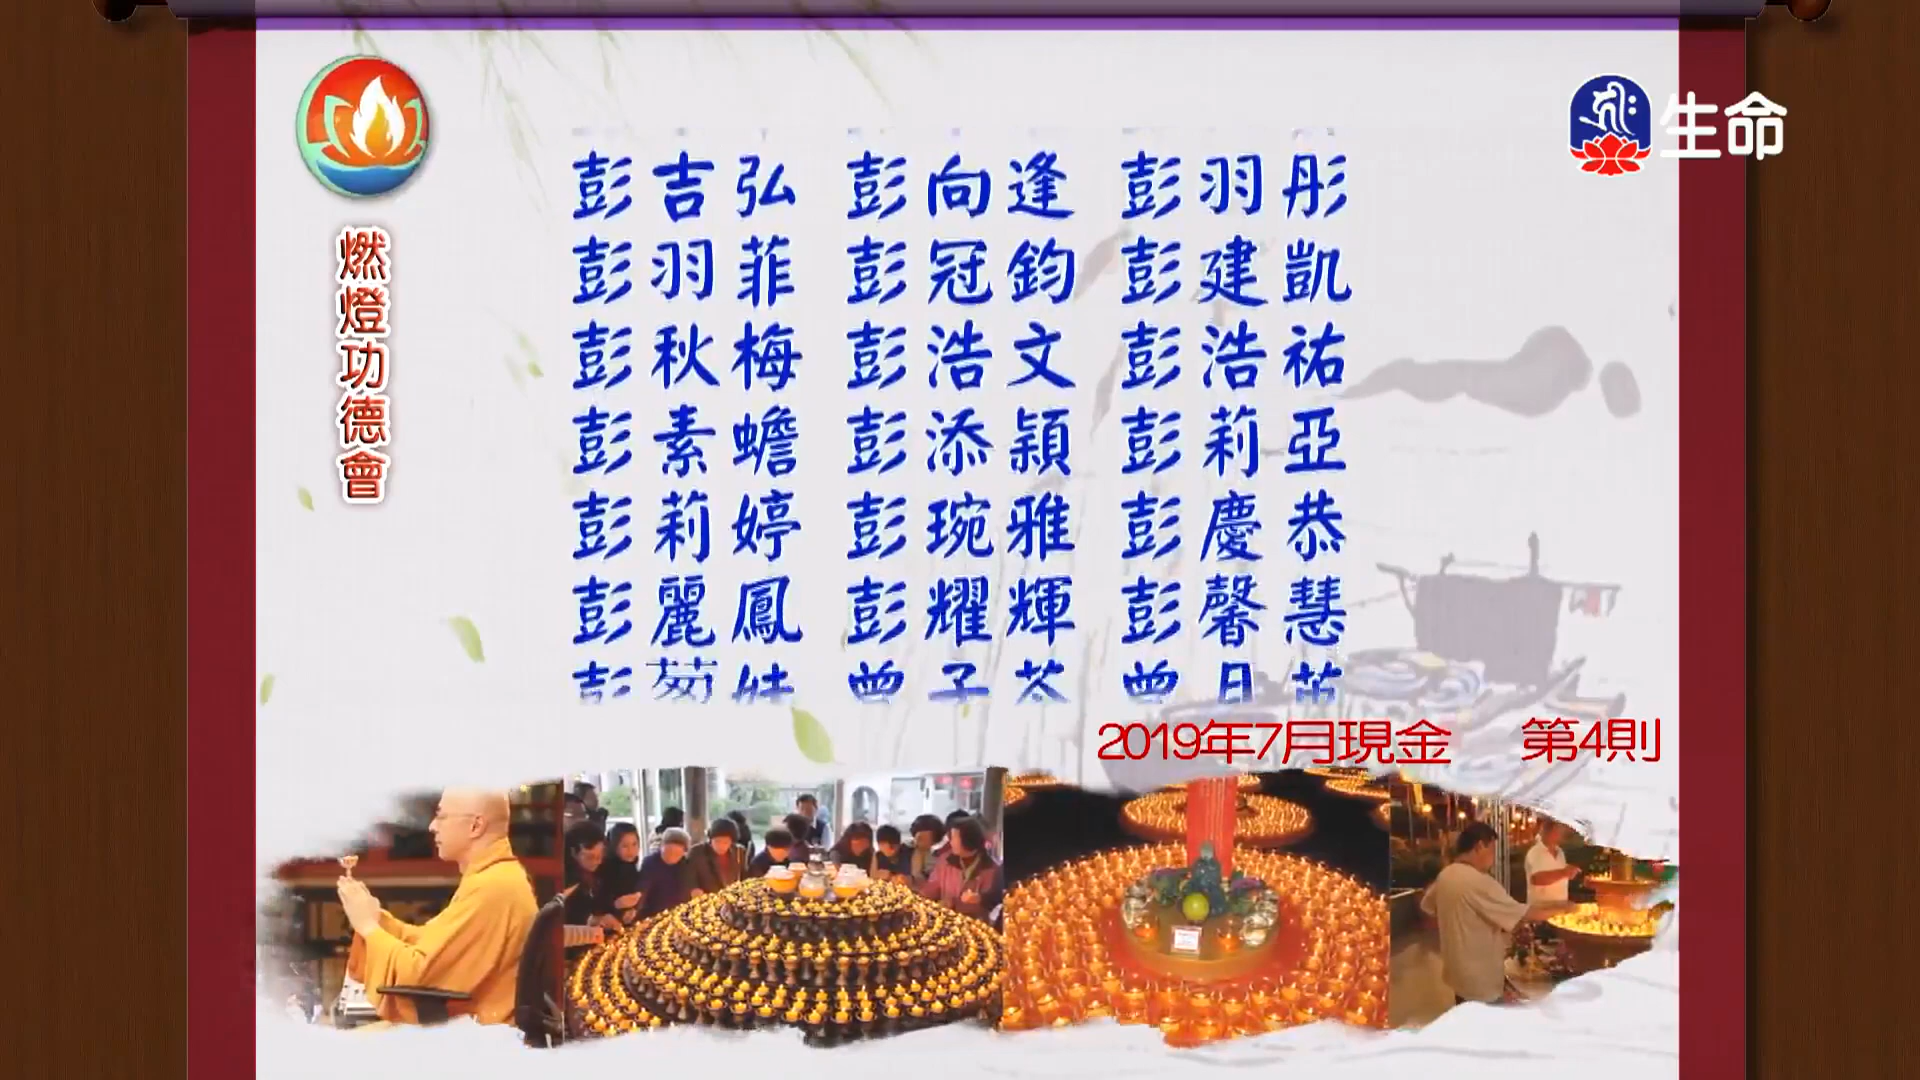 生命
燃燈功德會
彭吉弘 彭向逢 彭羽彤
彭羽菲 彭冠鈞 彭建凱
彭秋梅 彭浩文 彭浩祐
彭素蟾 彭添穎 彭莉亞
彭莉婷 彭琬雅 彭慶恭
彭麗鳳 彭耀輝 彭馨慧
2019年7月現金 第4則